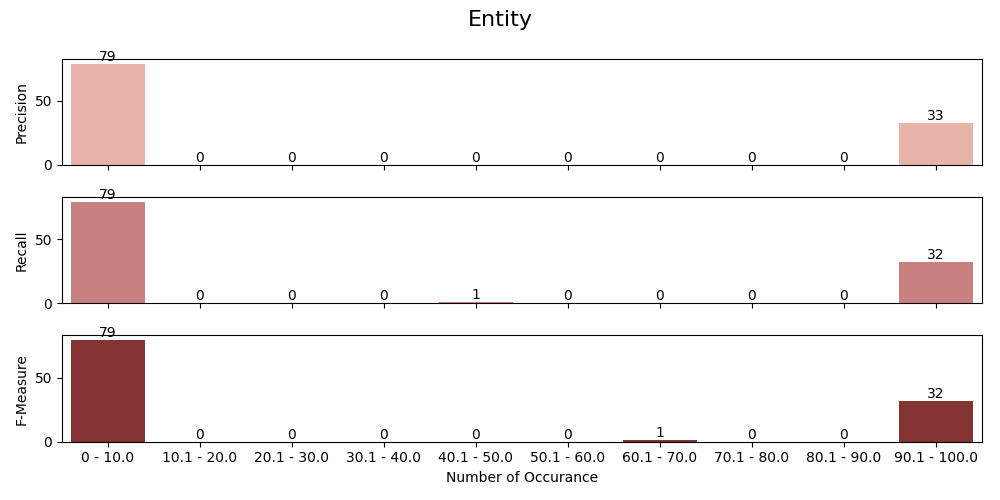 Entity
79 0 0 0 0 0 0 0 0 33
50
0
Precision
79 0 0 0 1 0 0 0 0 32
50
0
Recall
79 0 0 0 0 0 1 0 0 32
50
0
F-Measure
0 - 10.0 10.1 - 20.0 20.1 - 30.0 30.1 - 40.0 40.1 - 50.0 50.1 - 60.0 60.1 - 70.0 70.1 - 80.0 80.1 - 90.0 90.1 - 100.0
Number of Occurance